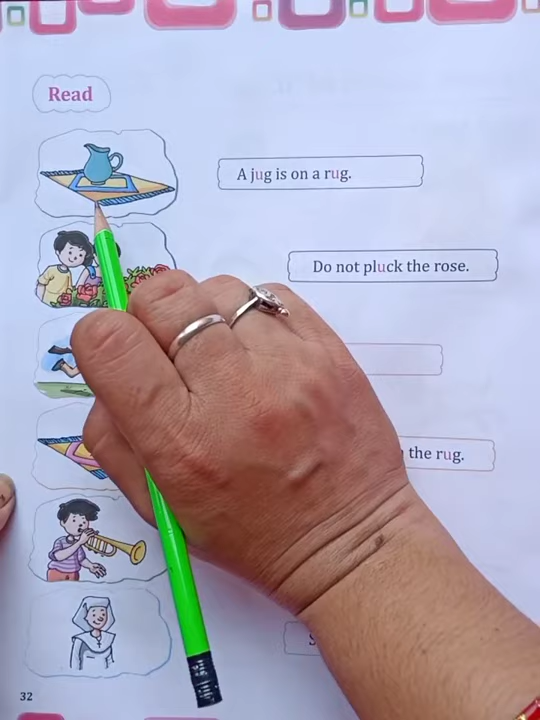 Read
A jug is on a rug.
Do not pluck the rose.
the rug.
S
32